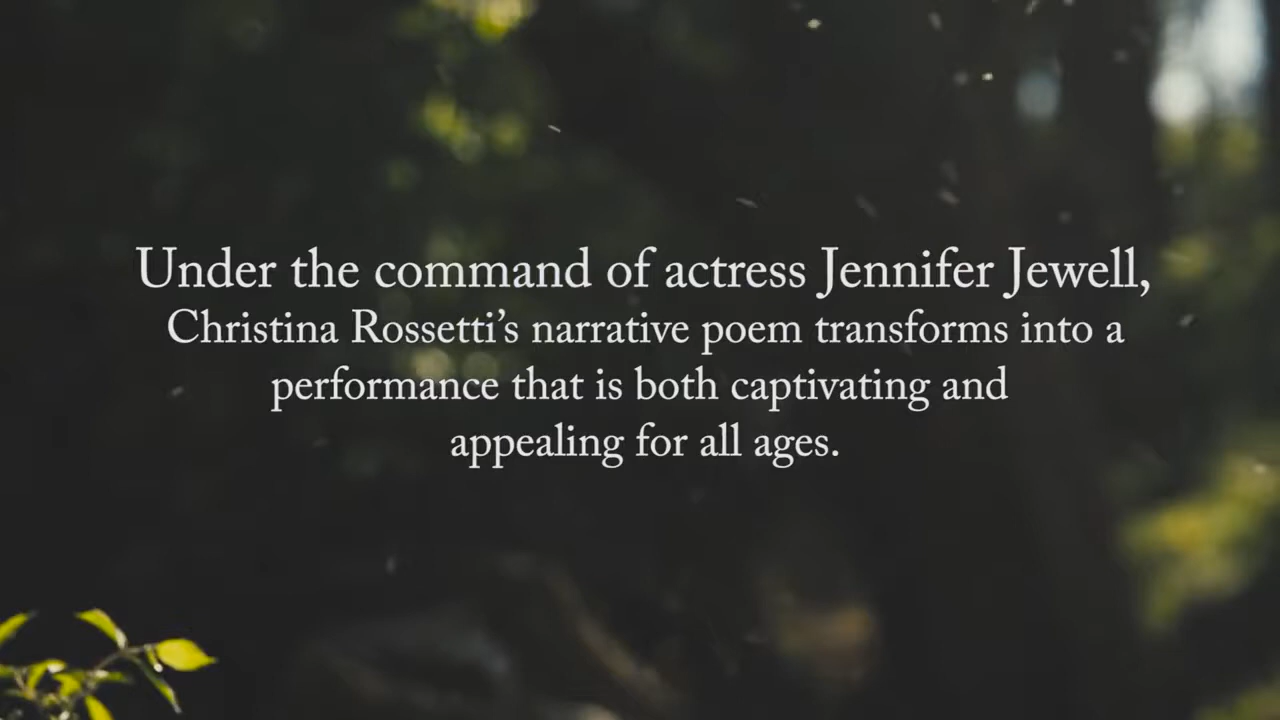 Under the command of actress Jennifer Jewell,
Christina Rossetti’s narrative poem transforms into a
performance that is both captivating and
appealing for all ages.